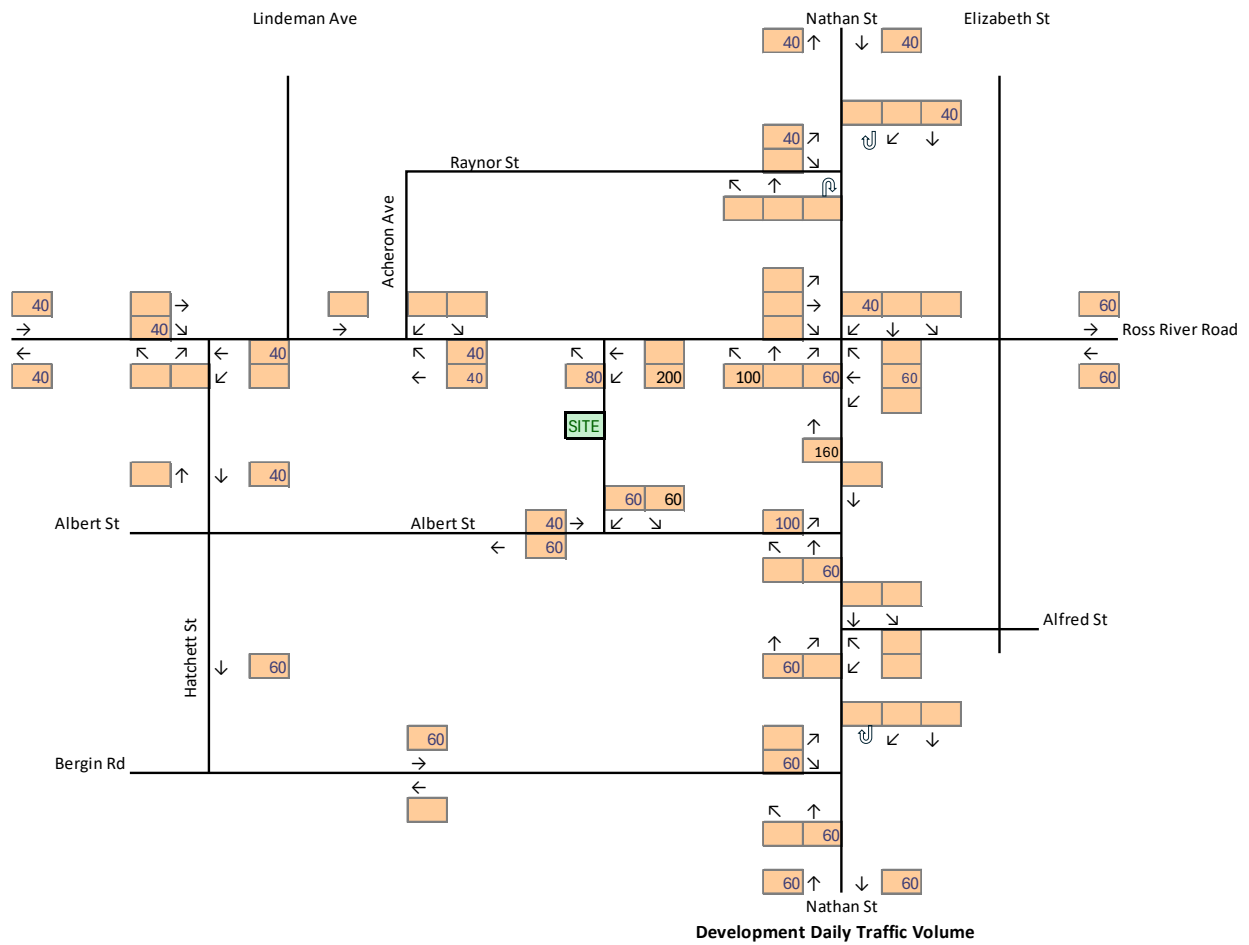 Lindeman Ave Nathan St Elizabeth St
40 40
40
40
Raynor St
Acheron Ave
40 40 60
40 Ross River Road
40 40
40 40 80 200 100 60 60 60
SITE
160
40
60 60
Albert St Albert St 40 100
60
60
Alfred St
Hatchett St
60 60
60
Bergin Rd 60
60
60 60
Nathan St
Development Daily Traffic Volume